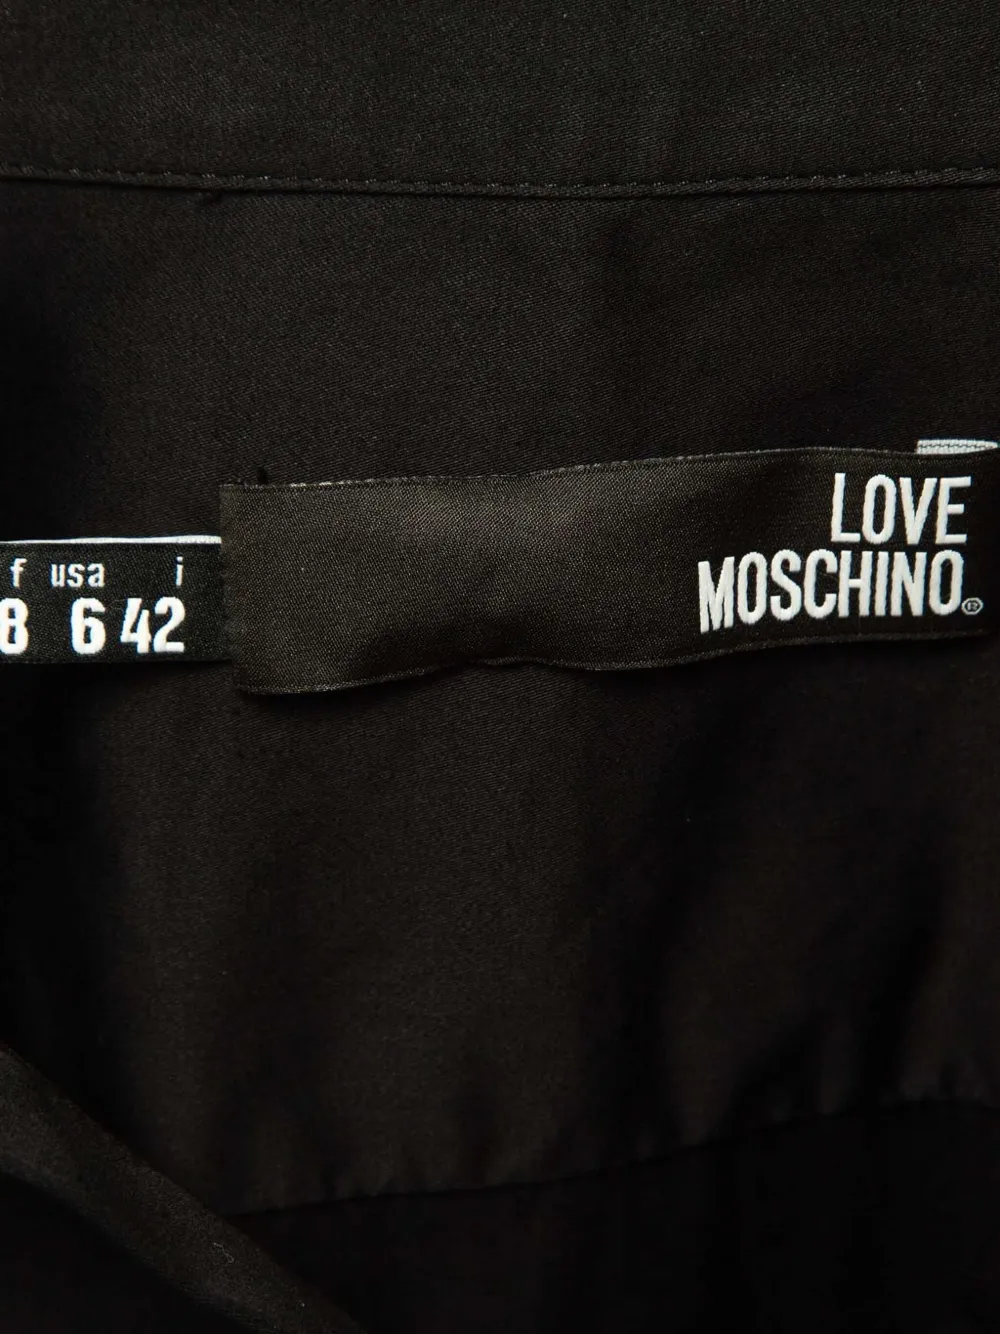 LOVE
MOSCHINO®
f usa i
8 6 42